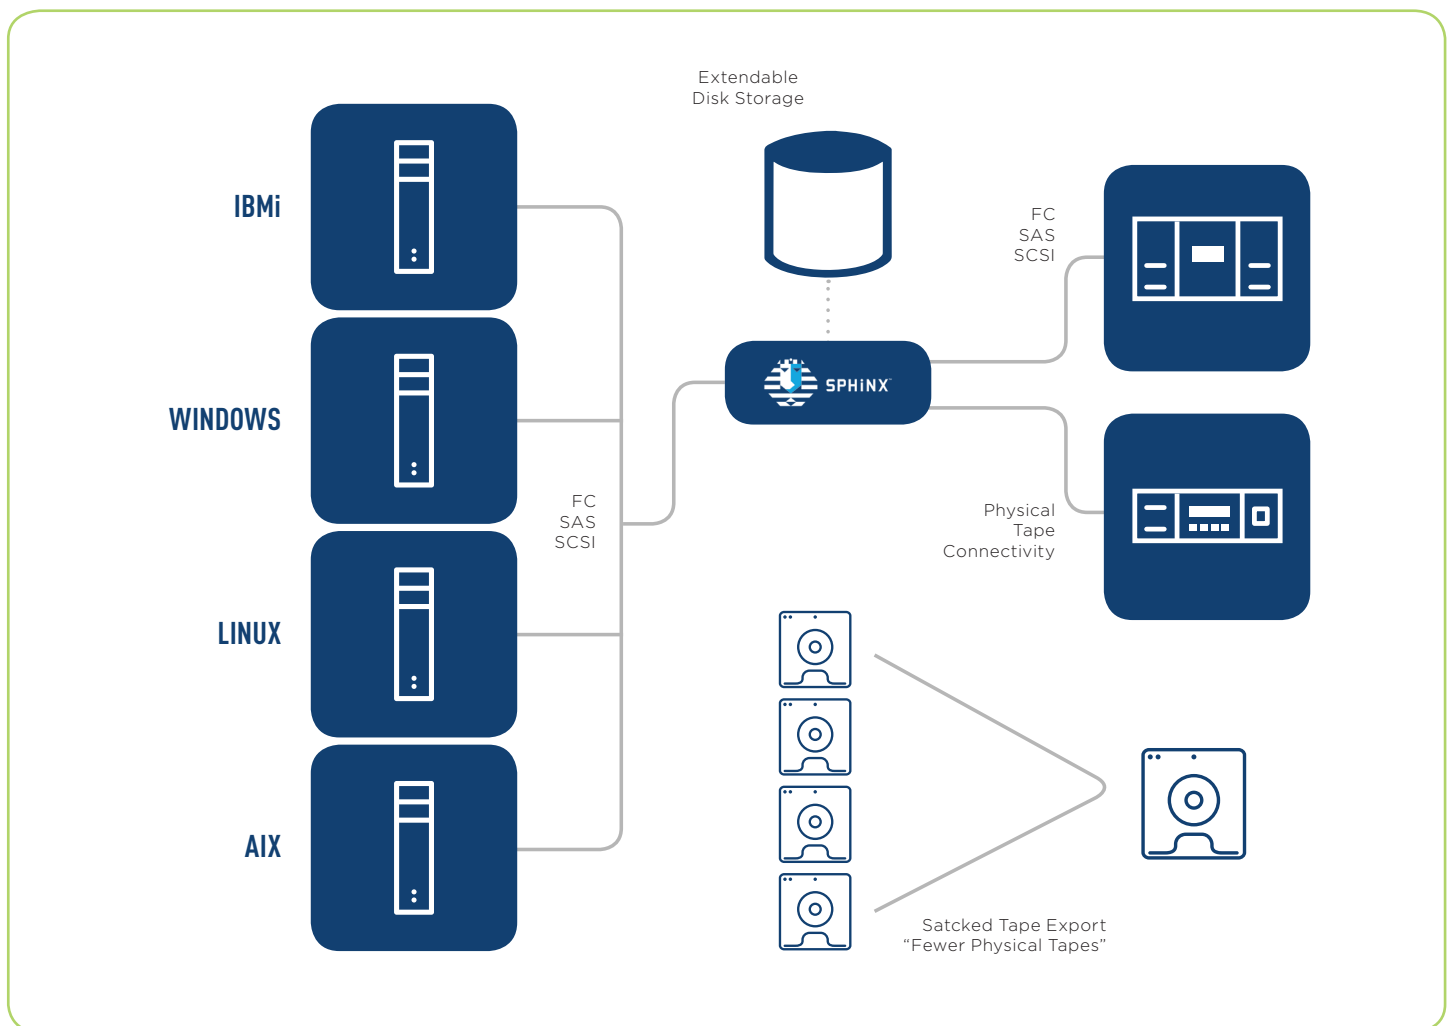 Extendable
Disk Storage
IBMi
FC
SAS
SCSI
SPHiNX™
WINDOWS
FC
SAS
SCSI
Physical
Tape
Connectivity
LINUX
AIX
Satcked Tape Export
“Fewer Physical Tapes”